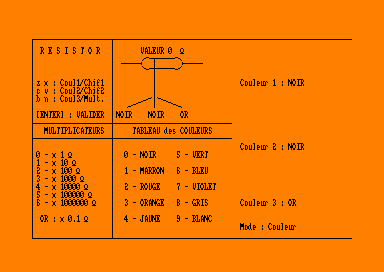 R E S I S T O R
VALEUR 0 Ω
z x : Coul1/Chif1
c v : Coul2/Chif2
b n : Coul3/Mult.
[ENTER] : VALIDER
NOIR NOIR OR
Couleur 1 : NOIR
MULTIPLICATEURS
TABLEAU des COULEURS
Couleur 2 : NOIR
0 - x 1 Ω
1 - x 10 Ω
2 - x 100 Ω
3 - x 1000 Ω
4 - x 10000 Ω
5 - x 100000 Ω
6 - x 1000000 Ω
OR : x 0.1 Ω
0 - NOIR 5 - VERT
1 - MARRON 6 - BLEU
2 - ROUGE 7 - VIOLET
3 - ORANGE 8 - GRIS
4 - JAUNE 9 - BLANC
Couleur 3 : OR
Mode : Couleur